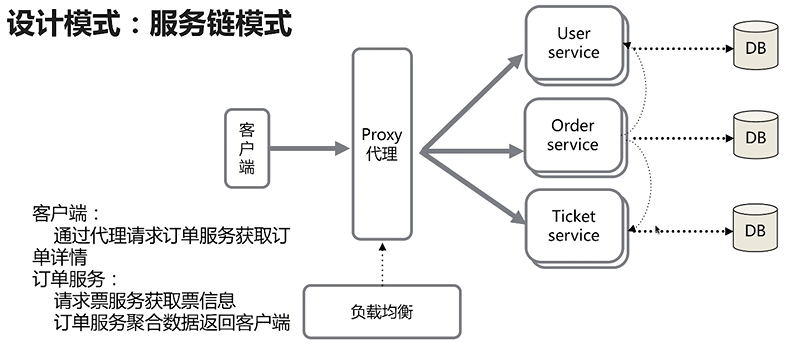 设计模式：服务链模式
客
户
端
Proxy
代理
User
service
Order
service
Ticket
service
DB
DB
DB
负载均衡
客户端：
通过代理请求订单服务获取订
单详情
订单服务：
请求票服务获取票信息
订单服务聚合数据返回客户端